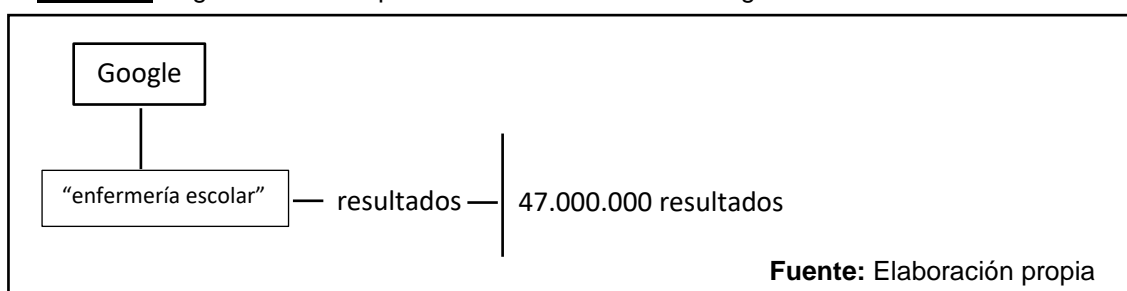 Google
“enfermería escolar”
resultados
47.000.000 resultados
Fuente: Elaboración propia